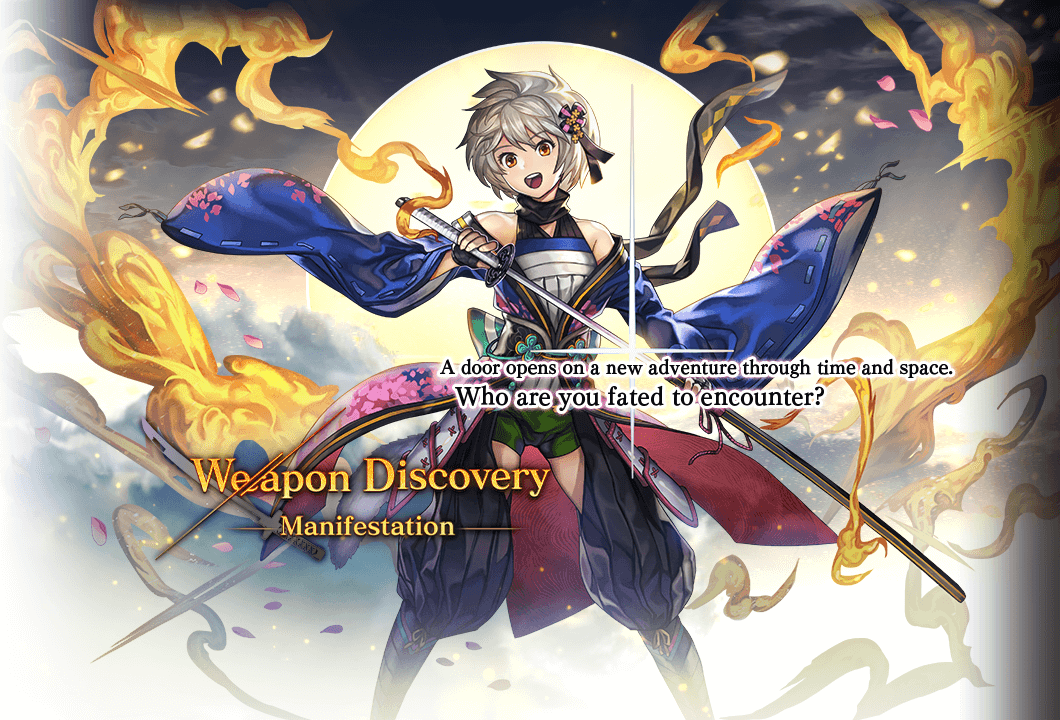 A door opens on a new adventure through time and space.
Who are you fated to encounter?
Weapon Discovery
Manifestation